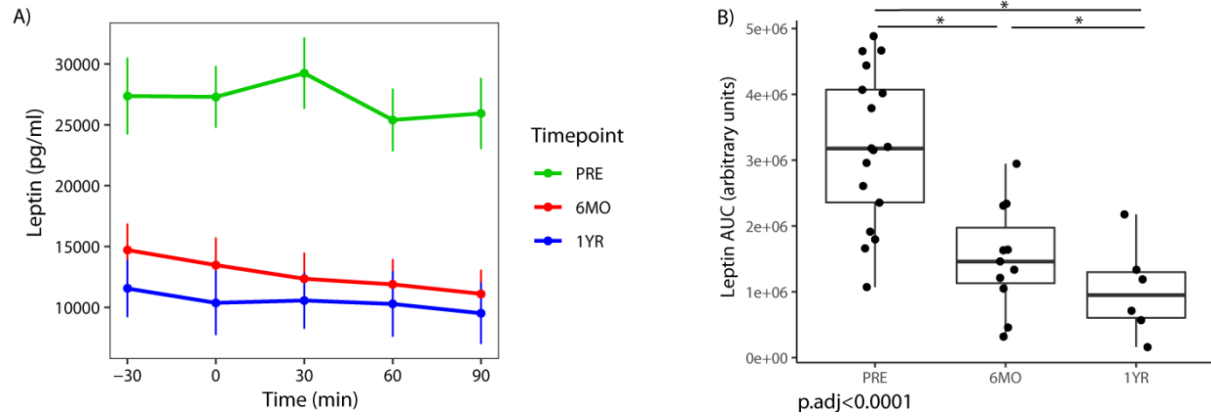 A)
Leptin (pg/ml)
30000
25000
20000
15000
10000
−30 0 30 60 90
Time (min)
Timepoint
PRE
6MO
1YR
B)
*
* *
Leptin AUC (arbitrary units)
5e+06
4e+06
3e+06
2e+06
1e+06
0e+00
PRE 6MO 1YR
p.adj<0.0001